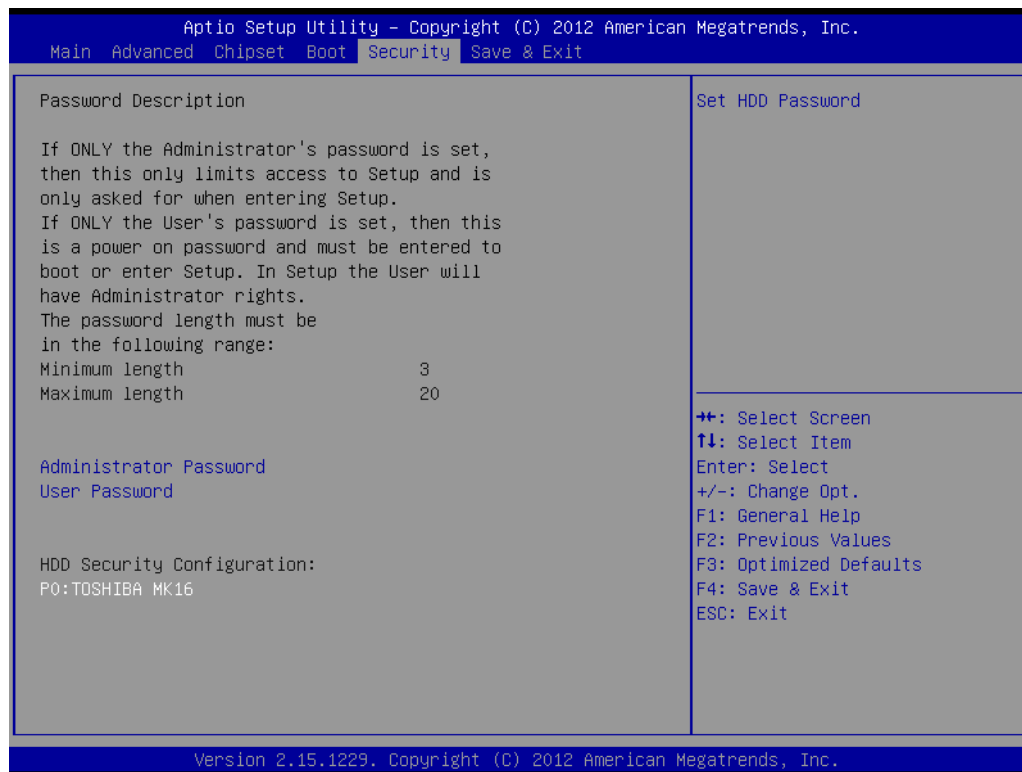 Aptio Setup Utility – Copyright (C) 2012 American Megatrends, Inc.
Main Advanced Chipset Boot Security Save & Exit
Password Description
If ONLY the Administrator's password is set,
then this only limits access to Setup and is
only asked for when entering Setup.
If ONLY the User's password is set, then this
is a power on password and must be entered to
boot or enter Setup. In Setup the User will
have Administrator rights.
The password length must be
in the following range:
Minimum length 3
Maximum length 20
Administrator Password
User Password
HDD Security Configuration:
P0:TOSHIBA MK16
Set HDD Password
→←: Select Screen
↑↓: Select Item
Enter: Select
+/-: Change Opt.
F1: General Help
F2: Previous Values
F3: Optimized Defaults
F4: Save & Exit
ESC: Exit
Version 2.15.1229. Copyright (C) 2012 American Megatrends, Inc.